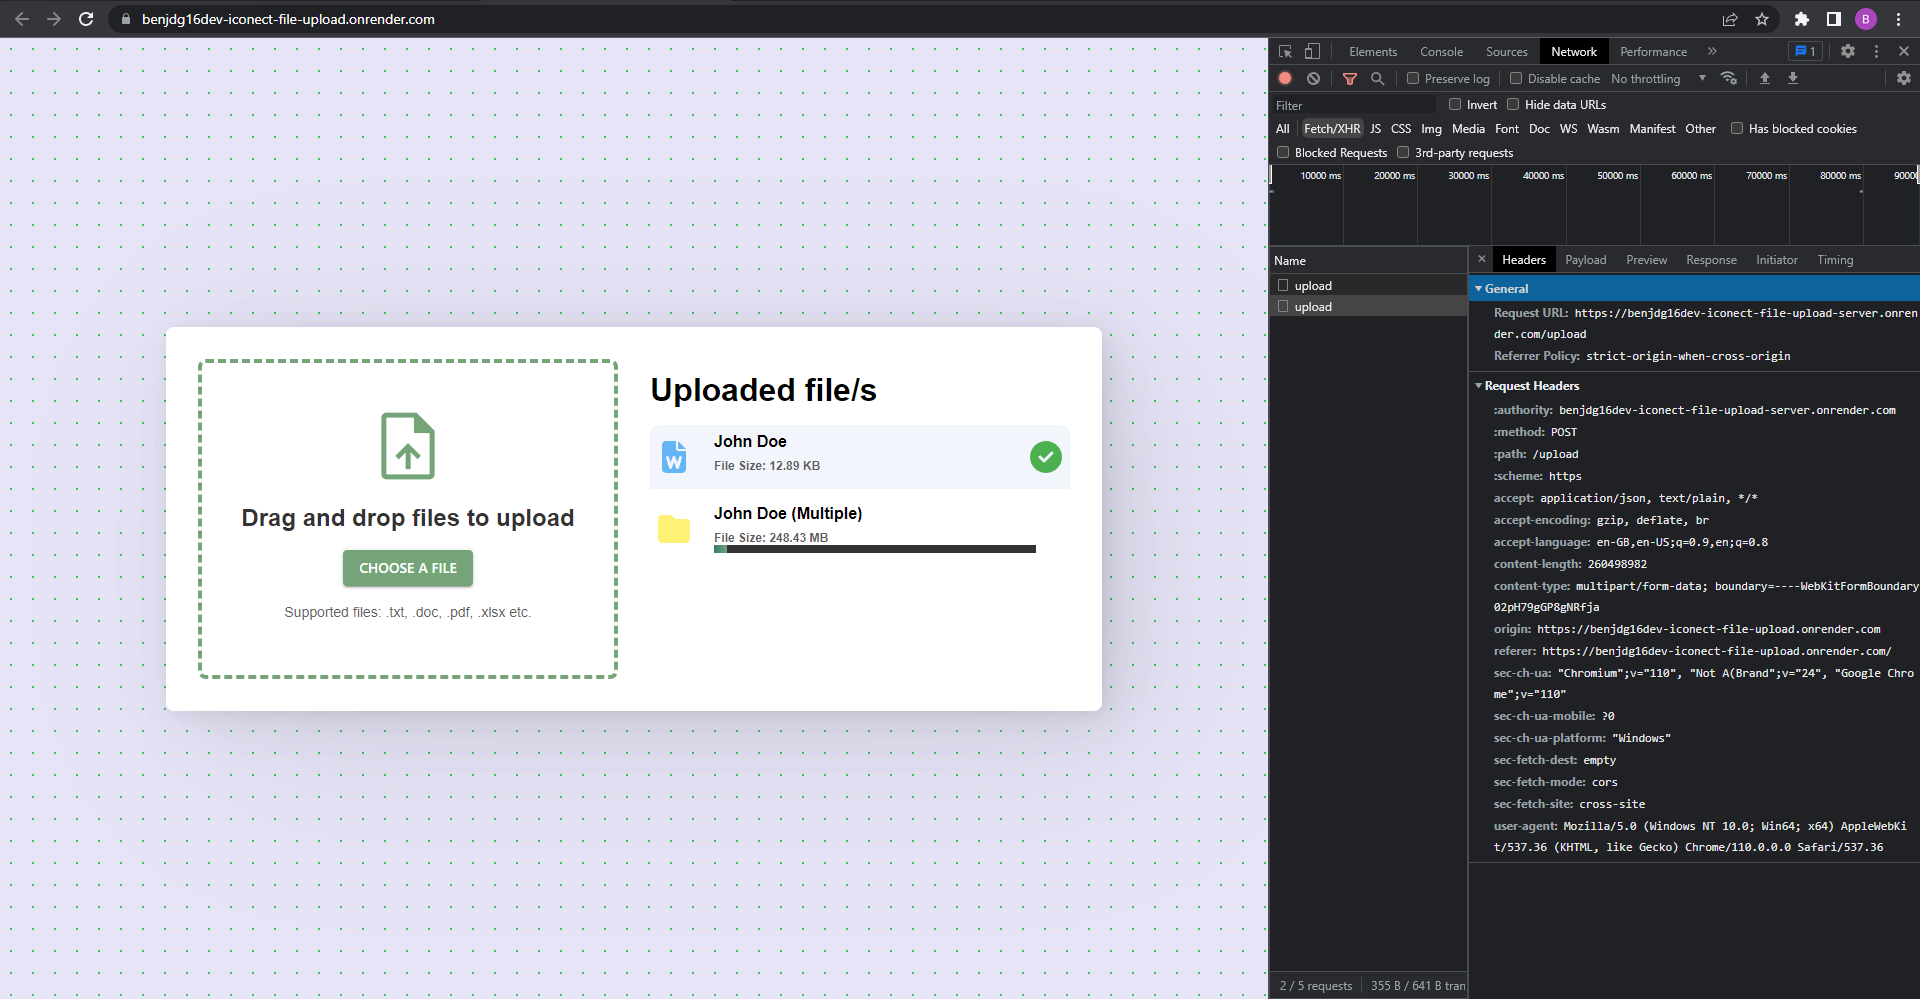 benjdg16dev-iconect-file-upload.onrender.com
B
Elements Console Sources Network Performance » 1
Preserve log Disable cache No throttling
Filter Invert Hide data URLs
All Fetch/XHR JS CSS Img Media Font Doc WS Wasm Manifest Other Has blocked cookies
Blocked Requests 3rd-party requests
10000 ms 20000 ms 30000 ms 40000 ms 50000 ms 60000 ms 70000 ms 80000 ms 9000
Name
upload
upload
Headers Payload Preview Response Initiator Timing
General
Request URL: https://benjdg16dev-iconect-file-upload-server.onren
der.com/upload
Referrer Policy: strict-origin-when-cross-origin
Request Headers
:authority: benjdg16dev-iconect-file-upload-server.onrender.com
:method: POST
:path: /upload
:scheme: https
accept: application/json, text/plain, */*
accept-encoding: gzip, deflate, br
accept-language: en-GB,en-US;q=0.9,en;q=0.8
content-length: 260498982
content-type: multipart/form-data; boundary=----WebKitFormBoundary
02pH79gGP8gNRfja
origin: https://benjdg16dev-iconect-file-upload.onrender.com
referer: https://benjdg16dev-iconect-file-upload.onrender.com/
sec-ch-ua: "Chromium";v="110", "Not A(Brand";v="24", "Google Chro
me";v="110"
sec-ch-ua-mobile: ?0
sec-ch-ua-platform: "Windows"
sec-fetch-dest: empty
sec-fetch-mode: cors
sec-fetch-site: cross-site
user-agent: Mozilla/5.0 (Windows NT 10.0; Win64; x64) AppleWebKi
t/537.36 (KHTML, like Gecko) Chrome/110.0.0.0 Safari/537.36
2 / 5 requests 355 B / 641 B tran
Drag and drop files to upload
CHOOSE A FILE
Supported files: .txt, .doc, .pdf, .xlsx etc.
Uploaded file/s
W
John Doe
File Size: 12.89 KB
John Doe (Multiple)
File Size: 248.43 MB